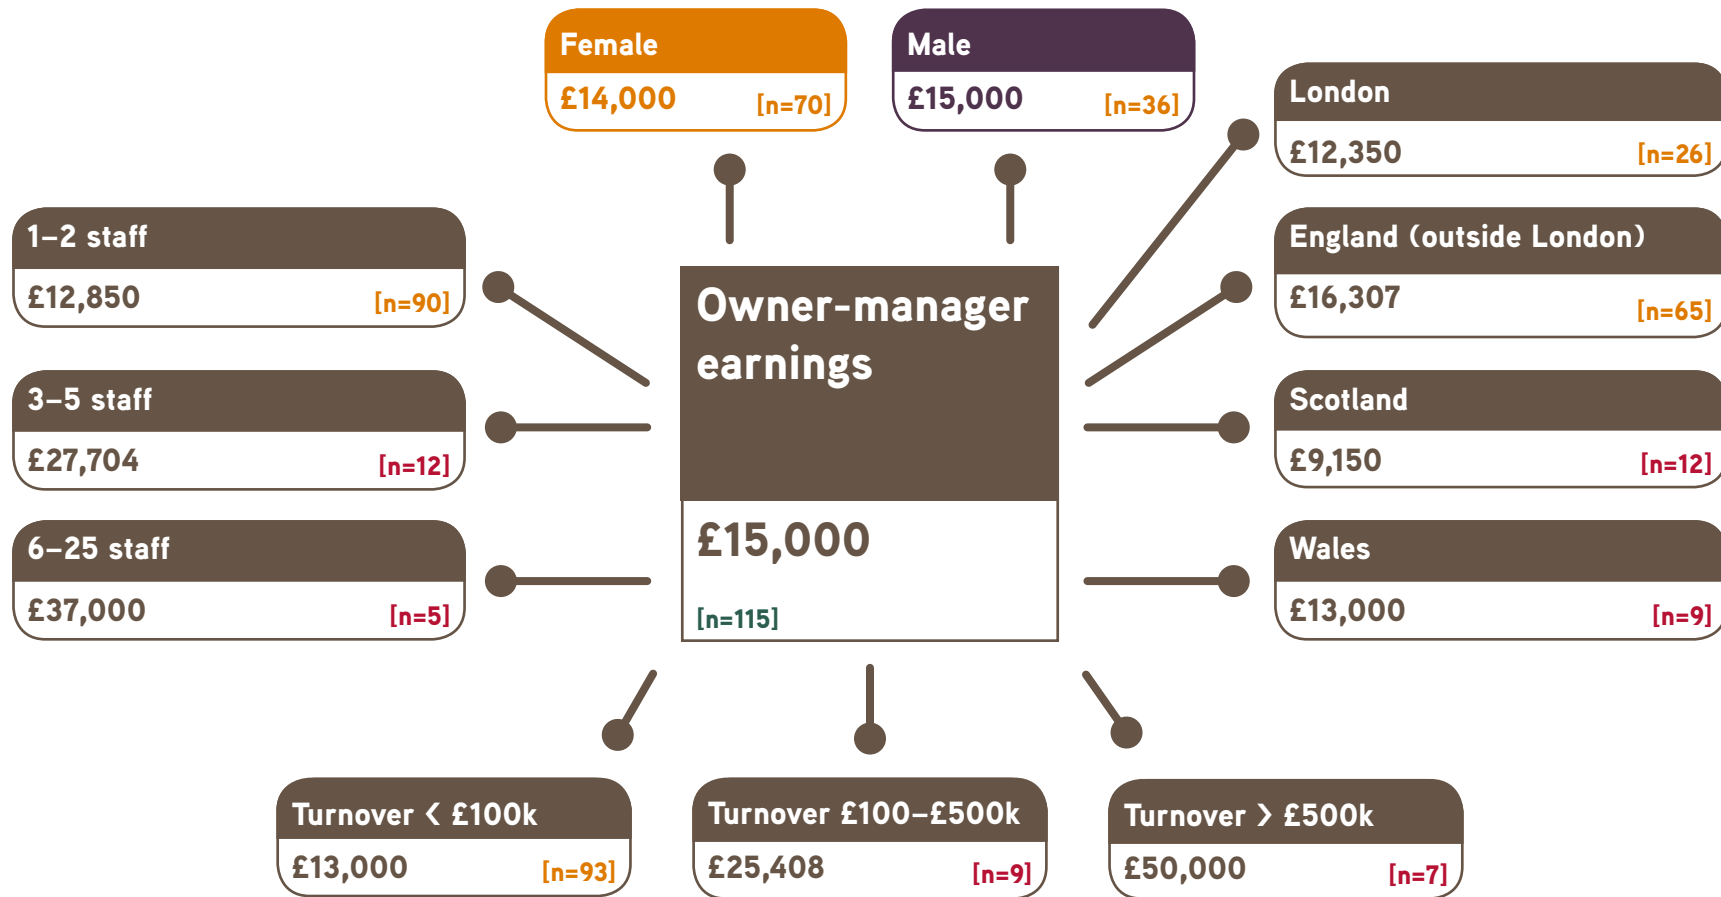 Female
£14,000 [n=70]
Male
£15,000 [n=36]
London
£12,350 [n=26]
1–2 staff
£12,850 [n=90]
England (outside London)
£16,307 [n=65]
Owner-manager
earnings
£15,000
[n=115]
3–5 staff
£27,704 [n=12]
Scotland
£9,150 [n=12]
6–25 staff
£37,000 [n=5]
Wales
£13,000 [n=9]
Turnover < £100k
£13,000 [n=93]
Turnover £100–£500k
£25,408 [n=9]
Turnover > £500k
£50,000 [n=7]